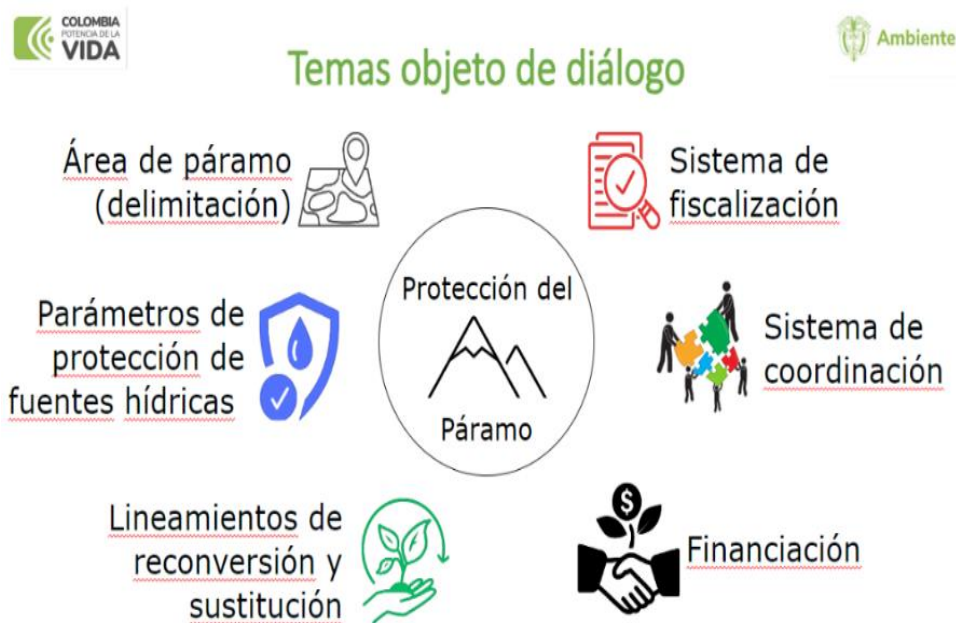 COLOMBIA
POTENCIA DE LA
VIDA
Ambiente
Temas objeto de diálogo
Área de páramo
(delimitación)
Sistema de
fiscalización
Protección del
Páramo
Parámetros de
protección de
fuentes hídricas
Sistema de
coordinación
Lineamientos de
reconversión y
sustitución
$
Financiación